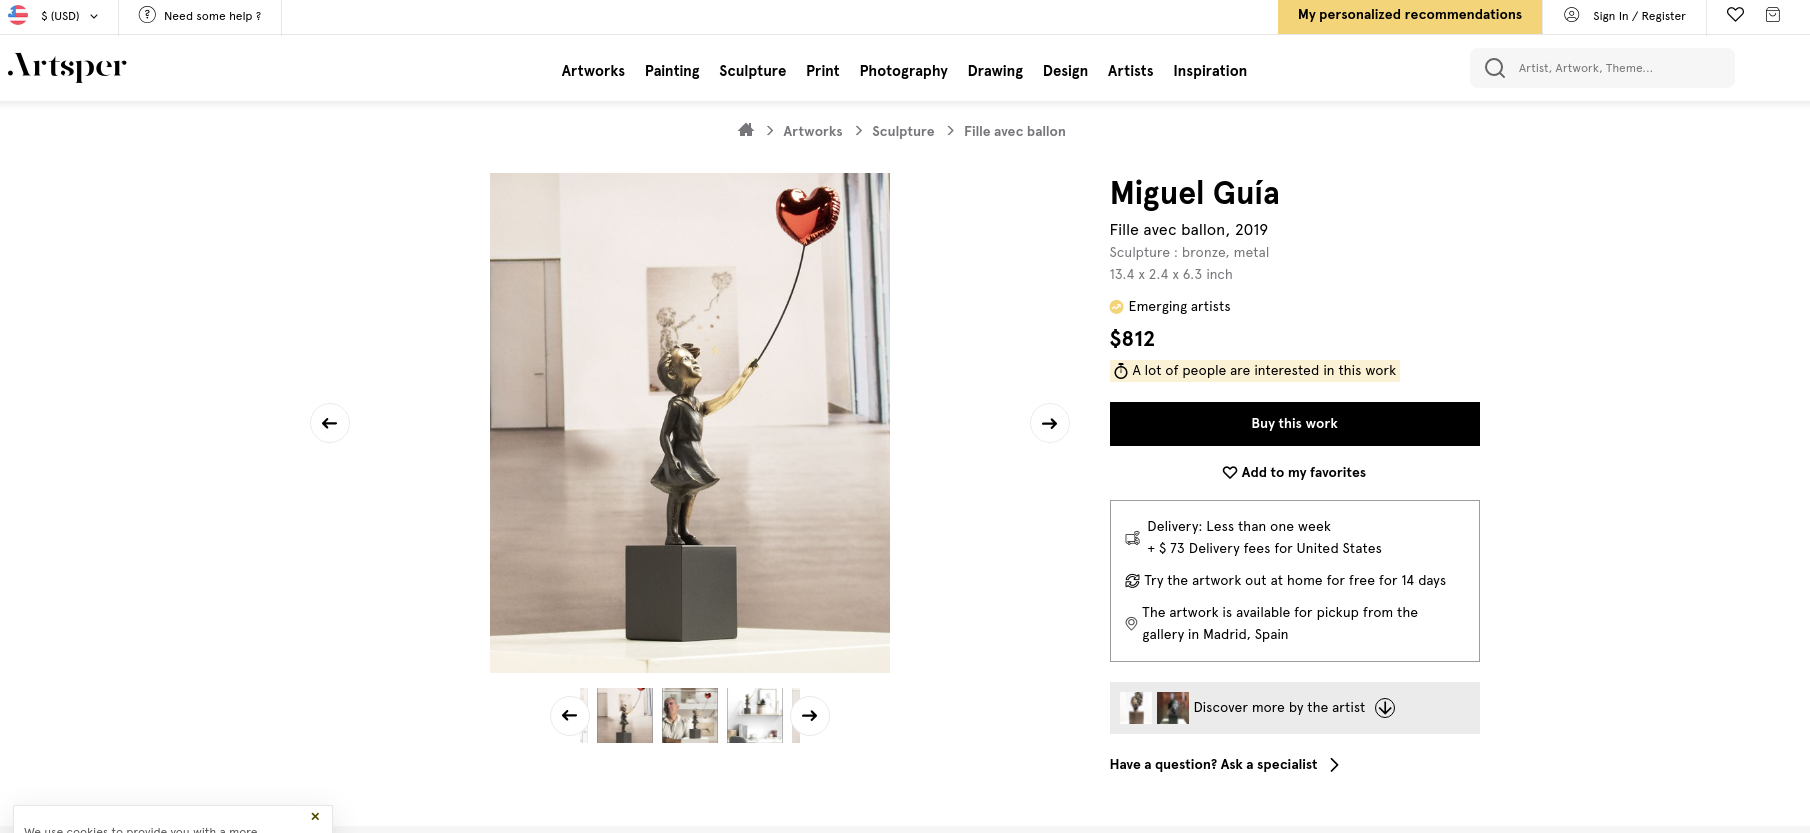 $ (USD)
Need some help ?
My personalized recommendations
Sign In / Register
Artsper
Artworks Painting Sculpture Print Photography Drawing Design Artists Inspiration
Artist, Artwork, Theme...
Artworks > Sculpture > Fille avec ballon
Miguel Guía
Fille avec ballon, 2019
Sculpture : bronze, metal
13.4 x 2.4 x 6.3 inch
Emerging artists
$812
A lot of people are interested in this work
Buy this work
Add to my favorites
Delivery: Less than one week
+ $ 73 Delivery fees for United States
Try the artwork out at home for free for 14 days
The artwork is available for pickup from the
gallery in Madrid, Spain
Discover more by the artist
Have a question? Ask a specialist
We use cookies to provide you with a more